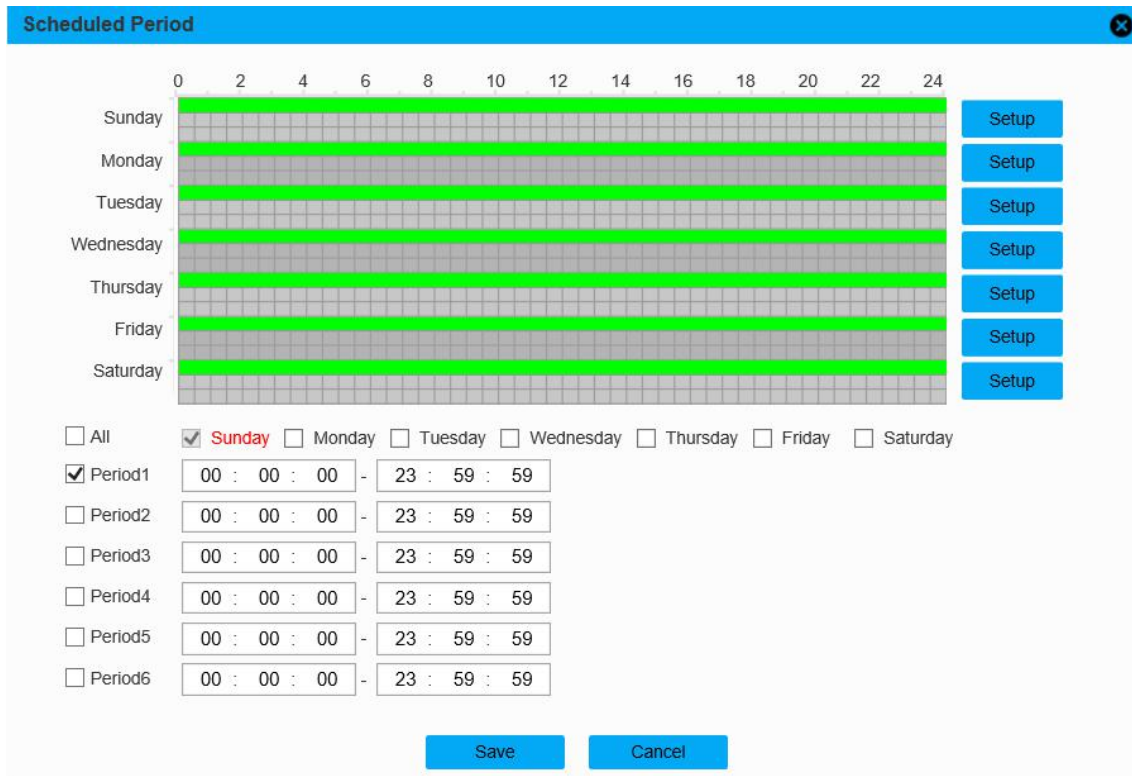 Scheduled Period
0 2 4 6 8 10 12 14 16 18 20 22 24
Sunday Setup
Monday Setup
Tuesday Setup
Wednesday Setup
Thursday Setup
Friday Setup
Saturday Setup
All Sunday Monday Tuesday Wednesday Thursday Friday Saturday
Period1 00 : 00 : 00 - 23 : 59 : 59
Period2 00 : 00 : 00 - 23 : 59 : 59
Period3 00 : 00 : 00 - 23 : 59 : 59
Period4 00 : 00 : 00 - 23 : 59 : 59
Period5 00 : 00 : 00 - 23 : 59 : 59
Period6 00 : 00 : 00 - 23 : 59 : 59
Save Cancel